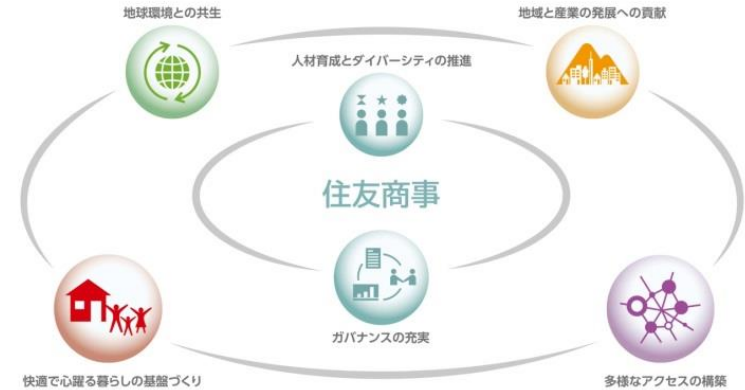 地球環境との共生
地域と産業の発展への貢献
人材育成とダイバーシティの推進
住友商事
ガバナンスの充実
快適で心躍る暮らしの基盤づくり
多様なアクセスの構築